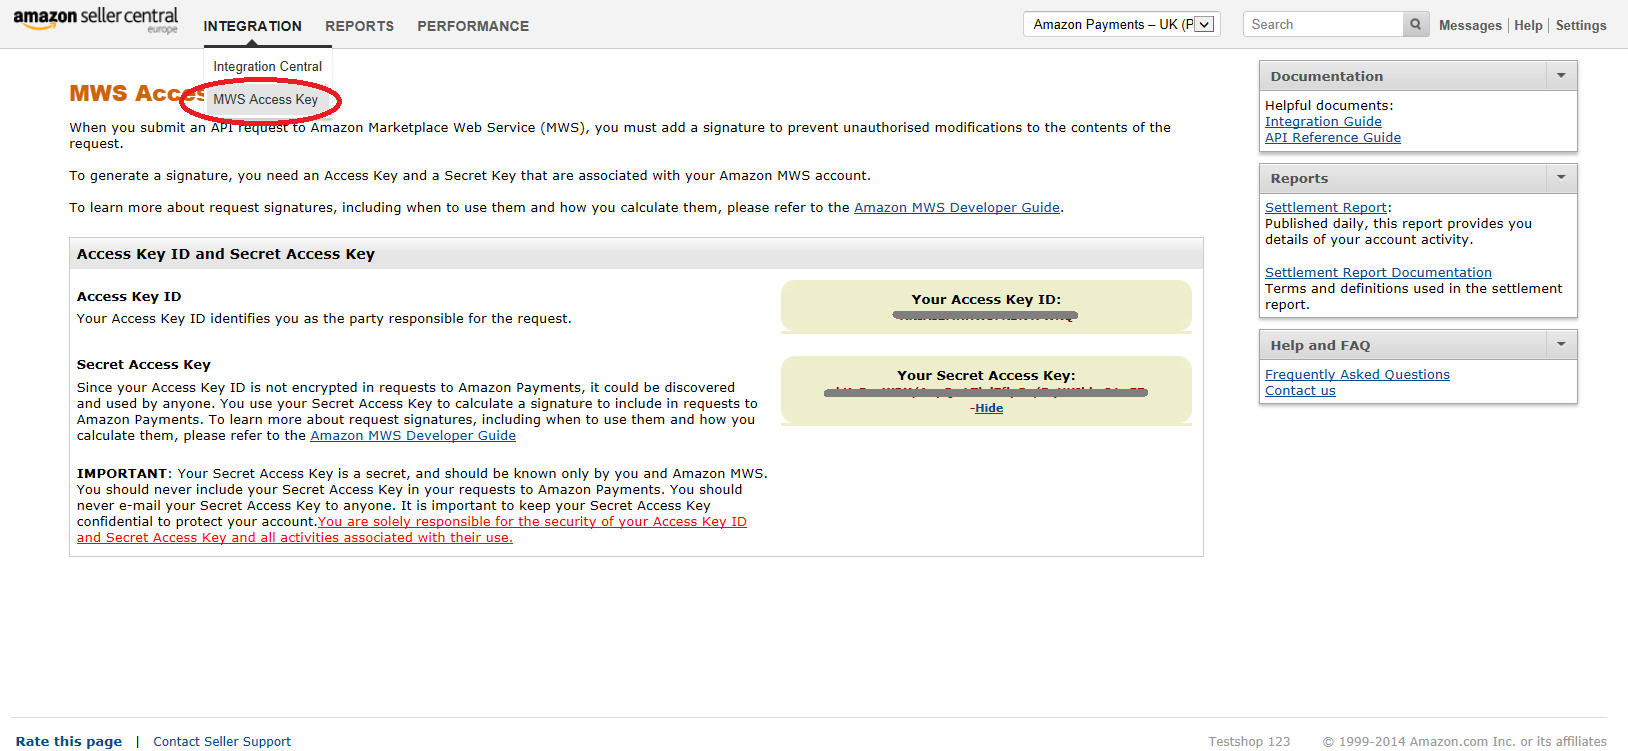 amazon seller central
europe
INTEGRATION REPORTS PERFORMANCE
Amazon Payments – UK (P
Search
Messages | Help | Settings
Integration Central
MWS Access Key
MWS Acces
When you submit an API request to Amazon Marketplace Web Service (MWS), you must add a signature to prevent unauthorised modifications to the contents of the
request.
To generate a signature, you need an Access Key and a Secret Key that are associated with your Amazon MWS account.
To learn more about request signatures, including when to use them and how you calculate them, please refer to the Amazon MWS Developer Guide.
Access Key ID and Secret Access Key
Access Key ID
Your Access Key ID identifies you as the party responsible for the request.
Your Access Key ID:
Secret Access Key
Since your Access Key ID is not encrypted in requests to Amazon Payments, it could be discovered
and used by anyone. You use your Secret Access Key to calculate a signature to include in requests to
Amazon Payments. To learn more about request signatures, including when to use them and how you
calculate them, please refer to the Amazon MWS Developer Guide
Your Secret Access Key:
-Hide
IMPORTANT: Your Secret Access Key is a secret, and should be known only by you and Amazon MWS.
You should never include your Secret Access Key in your requests to Amazon Payments. You should
never e-mail your Secret Access Key to anyone. It is important to keep your Secret Access Key
confidential to protect your account.You are solely responsible for the security of your Access Key ID
and Secret Access Key and all activities associated with their use.
Documentation
Helpful documents:
Integration Guide
API Reference Guide
Reports
Settlement Report:
Published daily, this report provides you
details of your account activity.
Settlement Report Documentation
Terms and definitions used in the settlement
report.
Help and FAQ
Frequently Asked Questions
Contact us
Rate this page | Contact Seller Support
Testshop 123 © 1999-2014 Amazon.com Inc. or its affiliates